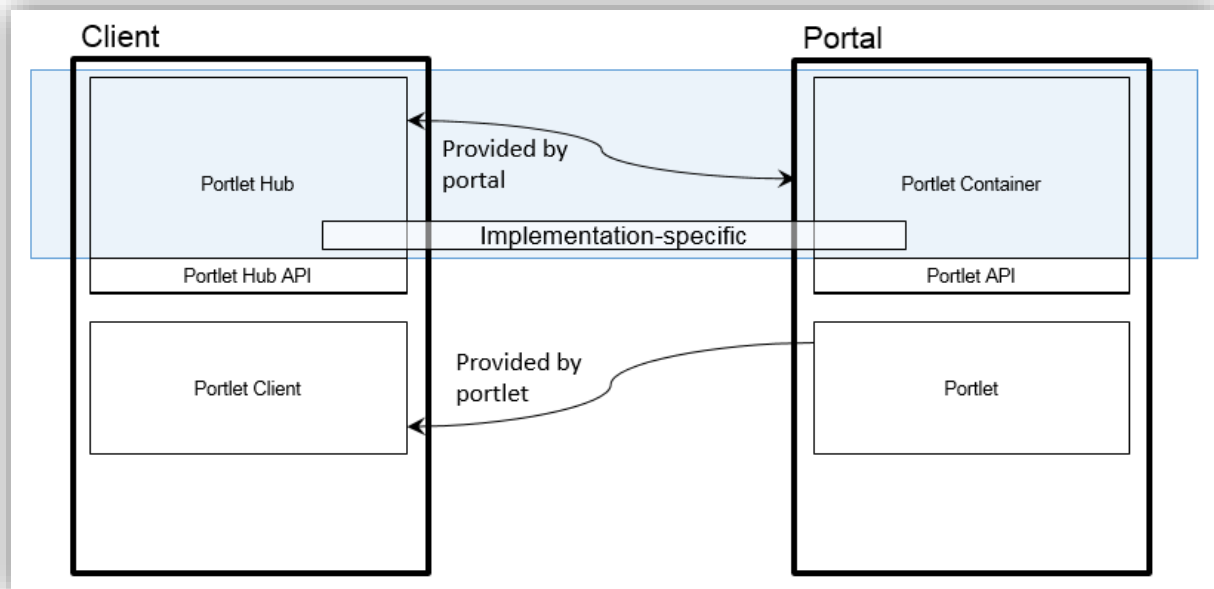 Client
Portal
Provided by
portal
Portlet Hub
Portlet Container
Implementation-specific
Portlet Hub API
Portlet API
Provided by
portlet
Portlet Client
Portlet